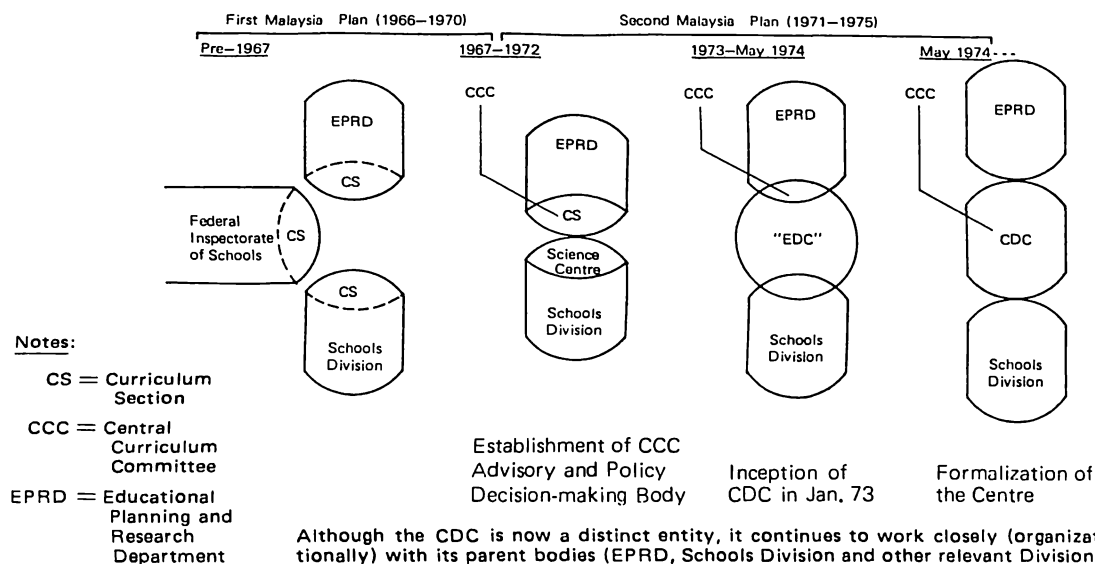 First Malaysia Plan (1966–1970)
Second Malaysia Plan (1971–1975)
Pre–1967
1967–1972
1973–May 1974
May 1974---
EPRD
CS
Federal
Inspectorate
of Schools
CS
CS
Schools
Division
CCC
EPRD
CS
Science
Centre
Schools
Division
CCC
EPRD
"EDC"
Schools
Division
CCC
EPRD
CDC
Schools
Division
Notes:
CS = Curriculum
Section
CCC = Central
Curriculum
Committee
EPRD = Educational
Planning and
Research
Department
Establishment of CCC
Advisory and Policy
Decision-making Body
Inception of
CDC in Jan. 73
Formalization of
the Centre
Although the CDC is now a distinct entity, it continues to work closely (organizat
tionally) with its parent bodies (EPRD, Schools Division and other relevant Division